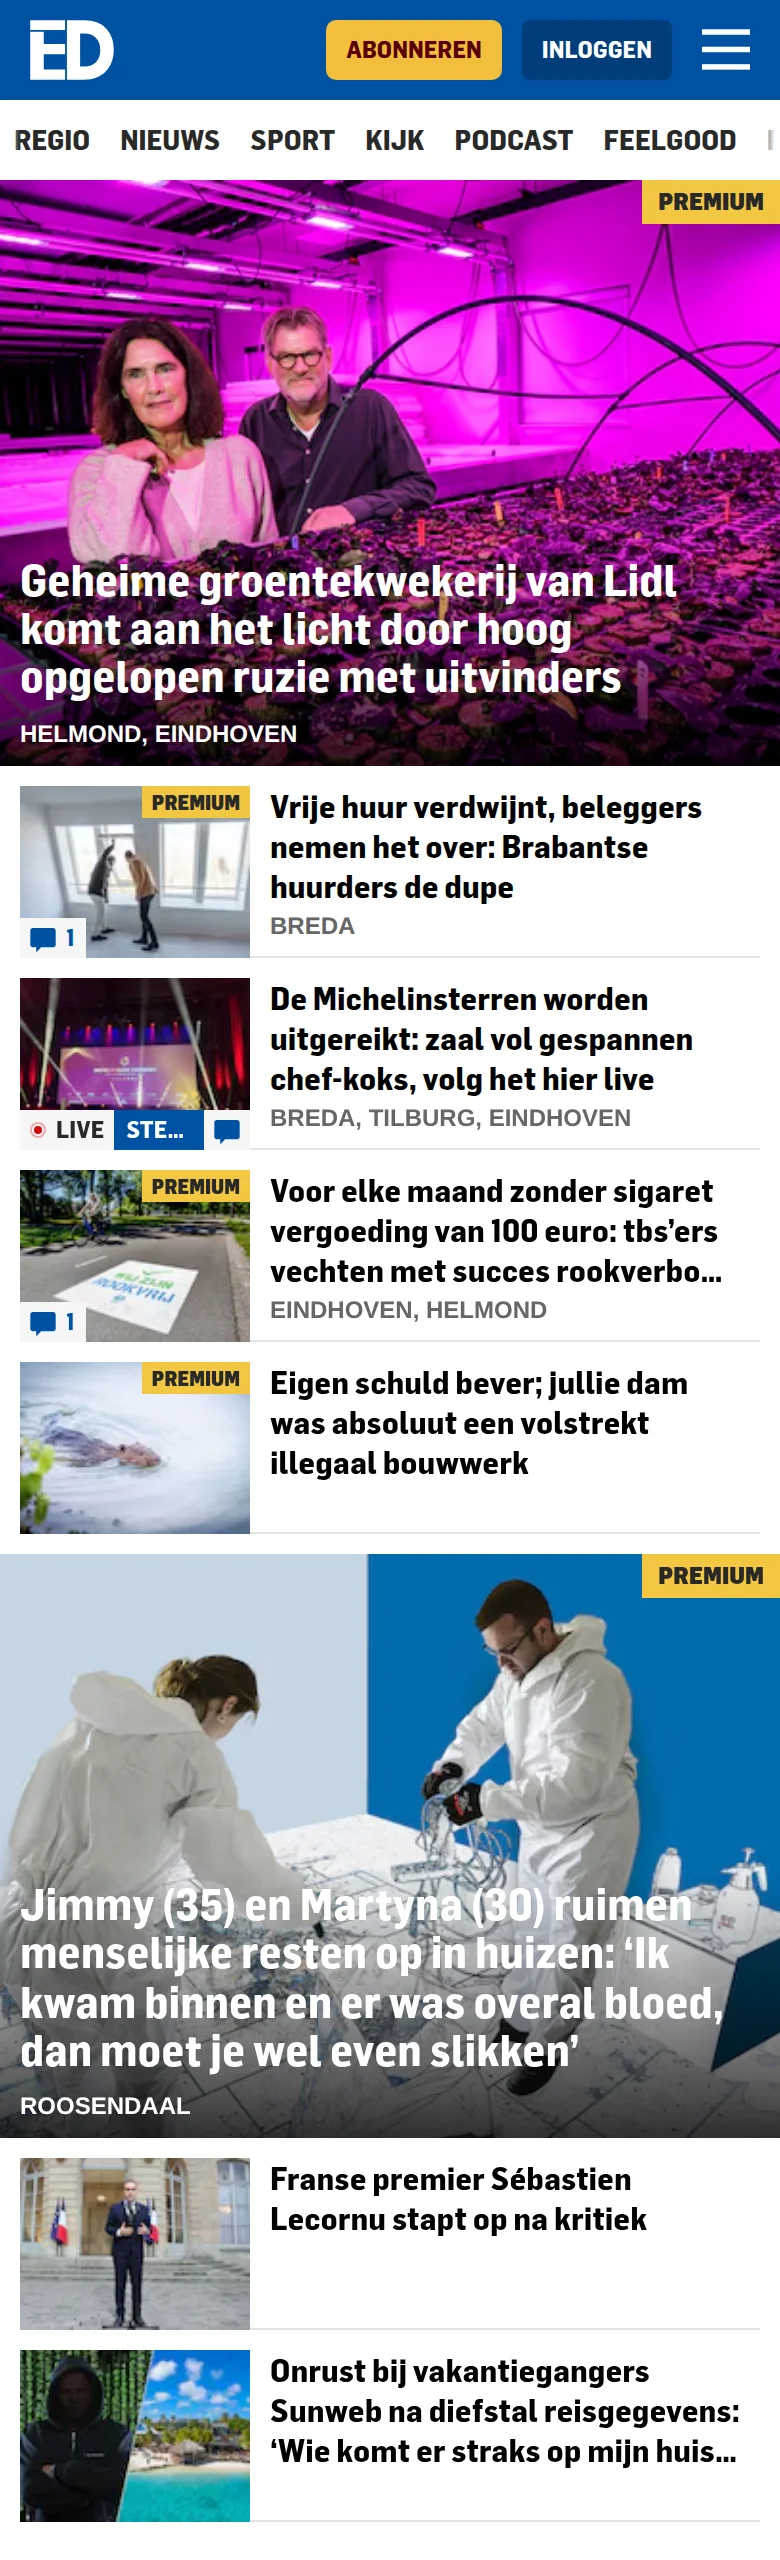 ED
ABONNEREN
INLOGGEN
REGIO NIEUWS SPORT KIJK PODCAST FEELGOOD
PREMIUM
Geheime groentekwekerij van Lidl
komt aan het licht door hoog
opgelopen ruzie met uitvinders
HELMOND, EINDHOVEN
PREMIUM
1
Vrije huur verdwijnt, beleggers
nemen het over: Brabantse
huurders de dupe
BREDA
LIVE STE...
De Michelinsterren worden
uitgereikt: zaal vol gespannen
chef-koks, volg het hier live
BREDA, TILBURG, EINDHOVEN
PREMIUM
WIJ ZIJN
ROOKVRIJ
1
Voor elke maand zonder sigaret
vergoeding van 100 euro: tbs’ers
vechten met succes rookverbo...
EINDHOVEN, HELMOND
PREMIUM
Eigen schuld bever; jullie dam
was absoluut een volstrekt
illegaal bouwwerk
PREMIUM
Jimmy (35) en Martyna (30) ruimen
menselijke resten op in huizen: ‘Ik
kwam binnen en er was overal bloed,
dan moet je wel even slikken’
ROOSENDAAL
Franse premier Sébastien
Lecornu stapt op na kritiek
Onrust bij vakantiegangers
Sunweb na diefstal reisgegevens:
‘Wie komt er straks op mijn huis...